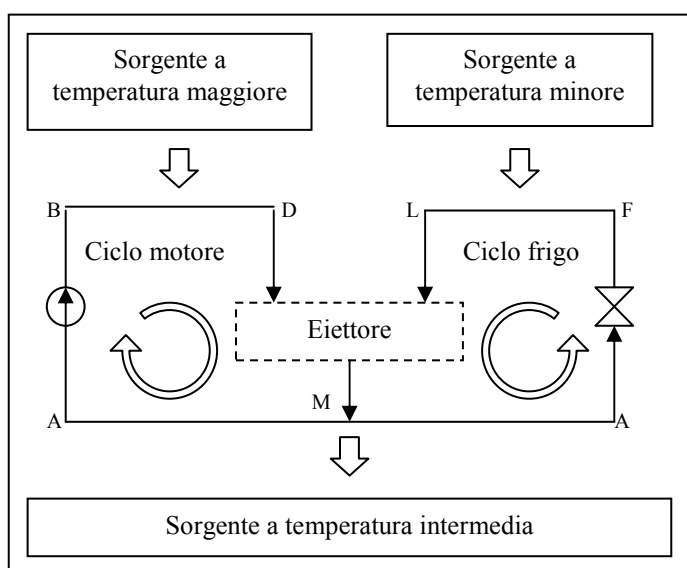 Sorgente a
temperatura maggiore
Sorgente a
temperatura minore
B D L F
Ciclo motore Ciclo frigo
Eiettore
M
A A
Sorgente a temperatura intermedia